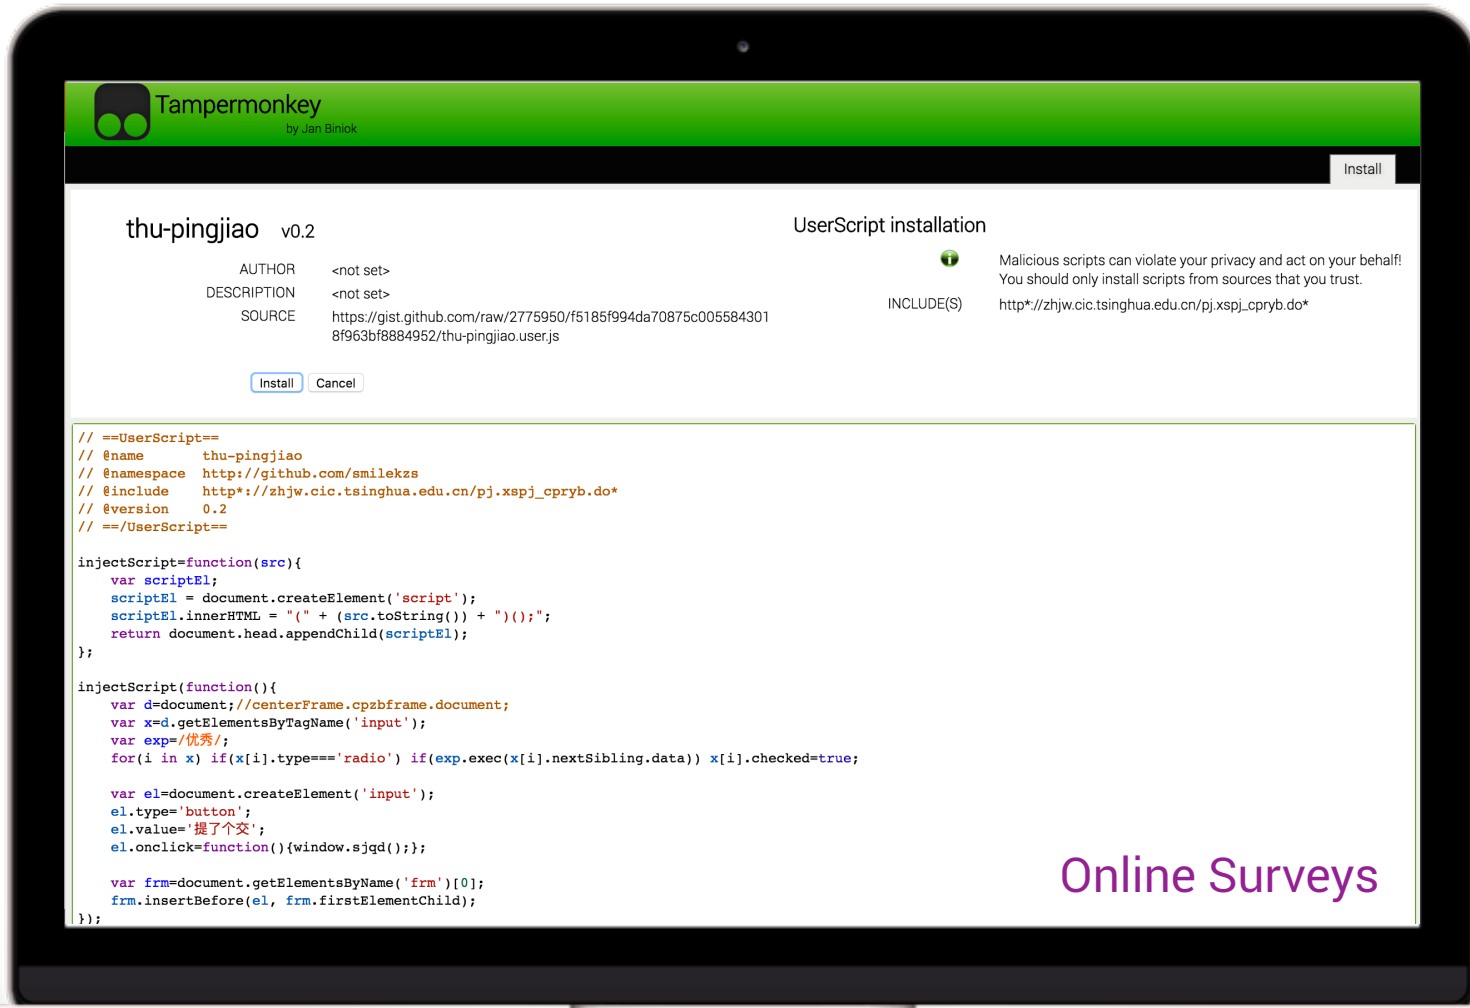 Tampermonkey
by Jan Biniok
Install
thu-pingjiao v0.2
AUTHOR <not set>
DESCRIPTION <not set>
SOURCE https://gist.github.com/raw/2775950/f5185f994da70875c005584301
8f963bf8884952/thu-pingjiao.user.js
Install Cancel
UserScript installation
Malicious scripts can violate your privacy and act on your behalf!
You should only install scripts from sources that you trust.
INCLUDE(S) http*://zhjw.cic.tsinghua.edu.cn/pj.xspj_cpryb.do*
// ==UserScript==
// @name thu-pingjiao
// @namespace http://github.com/smilekzs
// @include http*://zhjw.cic.tsinghua.edu.cn/pj.xspj_cpryb.do*
// @version 0.2
// ==/UserScript==
injectScript=function(src){
var scriptEl;
scriptEl = document.createElement('script');
scriptEl.innerHTML = "(" + (src.toString()) + ")();";
return document.head.appendChild(scriptEl);
};
injectScript(function(){
var d=document;//centerFrame.cpzbframe.document;
var x=d.getElementsByTagName('input');
var exp=/优秀/;
for(i in x) if(x[i].type==='radio') if(exp.exec(x[i].nextSibling.data)) x[i].checked=true;
var el=document.createElement('input');
el.type='button';
el.value='提了个交';
el.onclick=function(){window.sjqd();};
var frm=document.getElementsByName('frm')[0];
frm.insertBefore(el, frm.firstElementChild);
});
Online Surveys